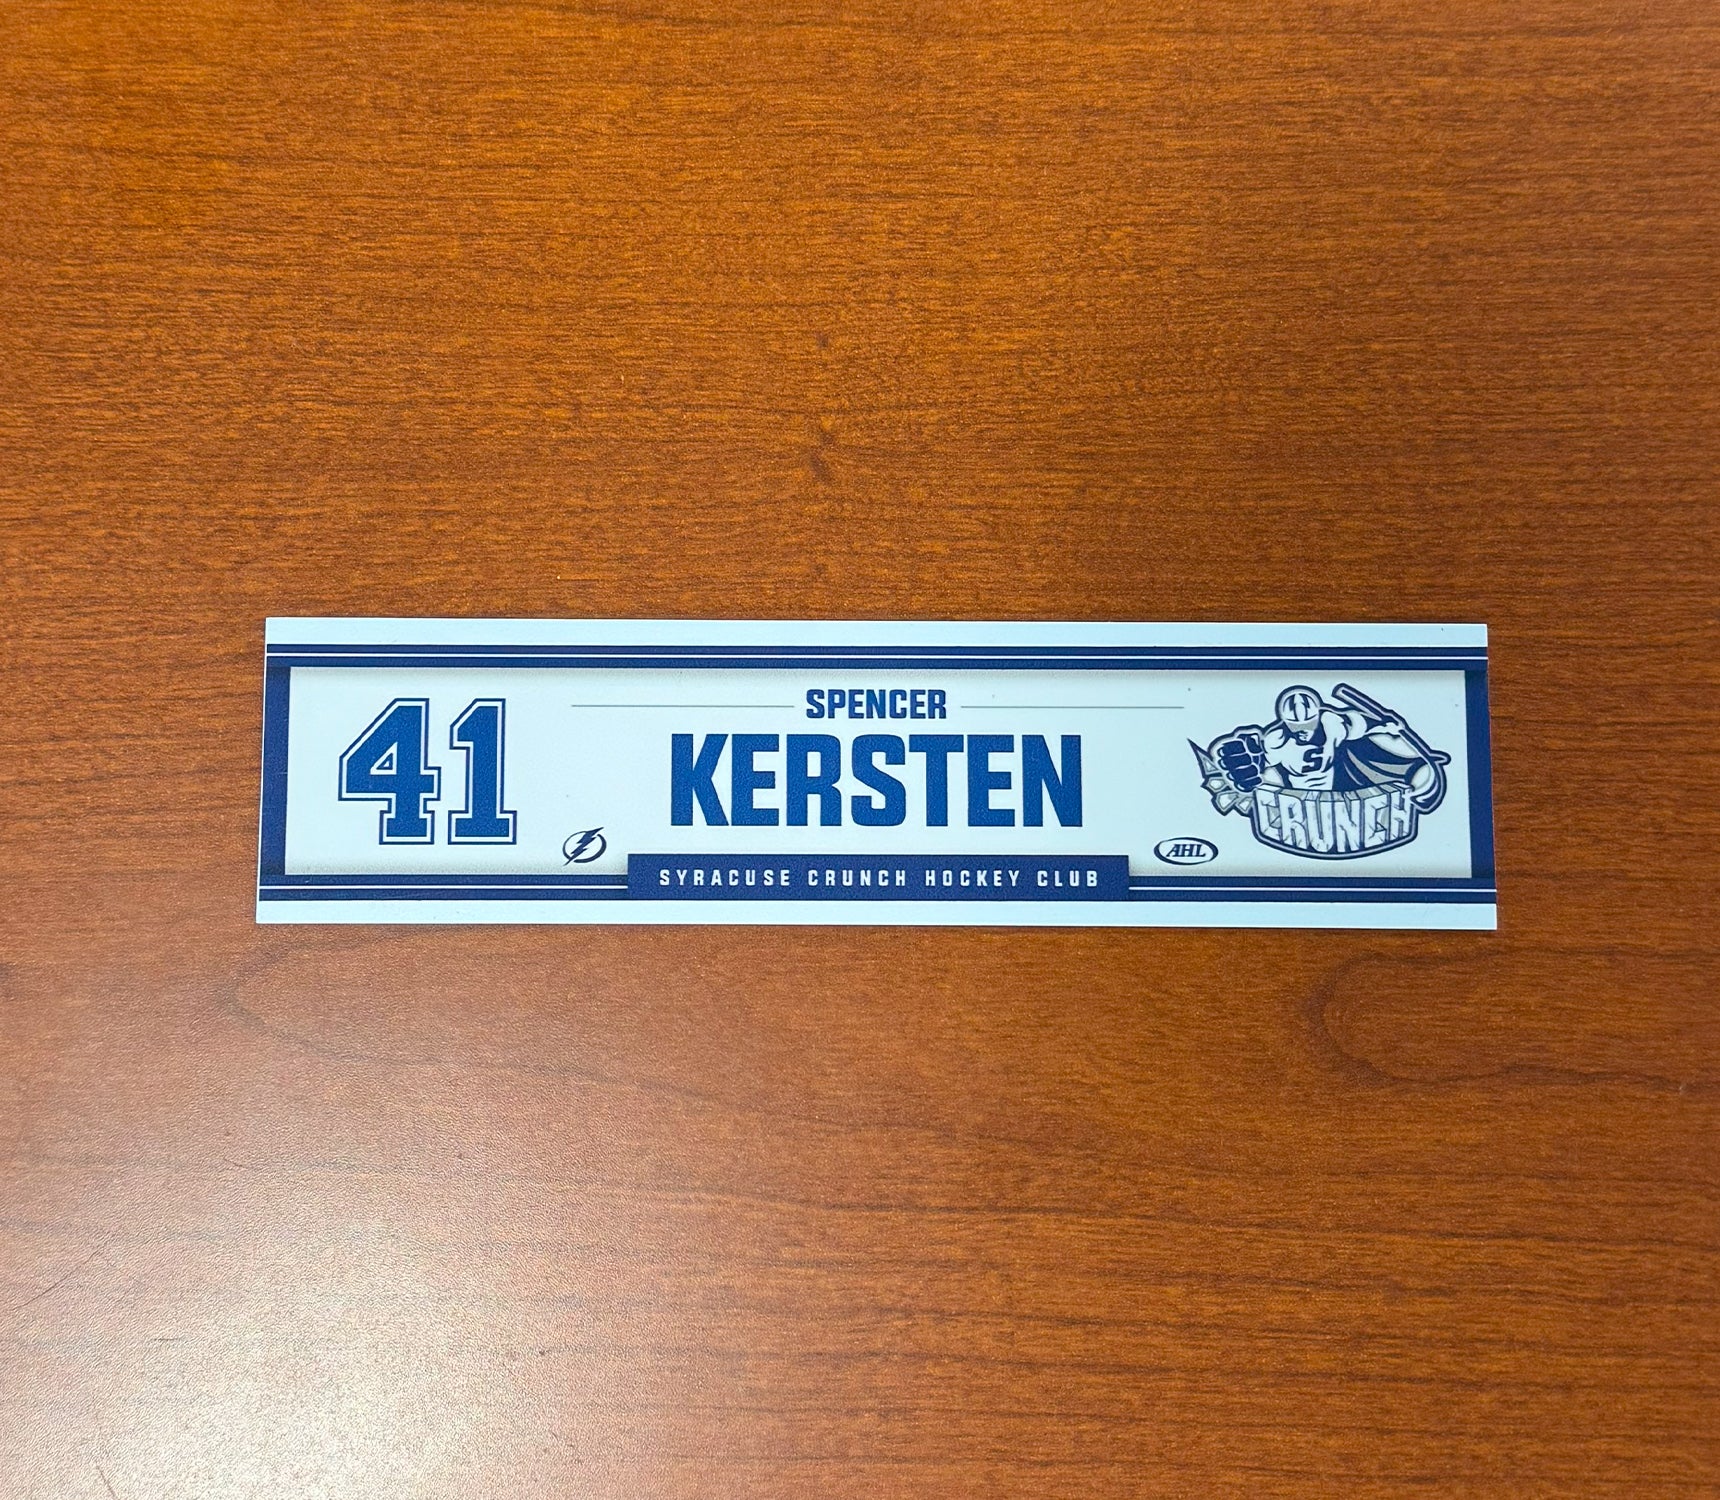 41
SPENCER
KERSTEN
SYRACUSE CRUNCH HOCKEY CLUB
AHL
S
CRUNCH